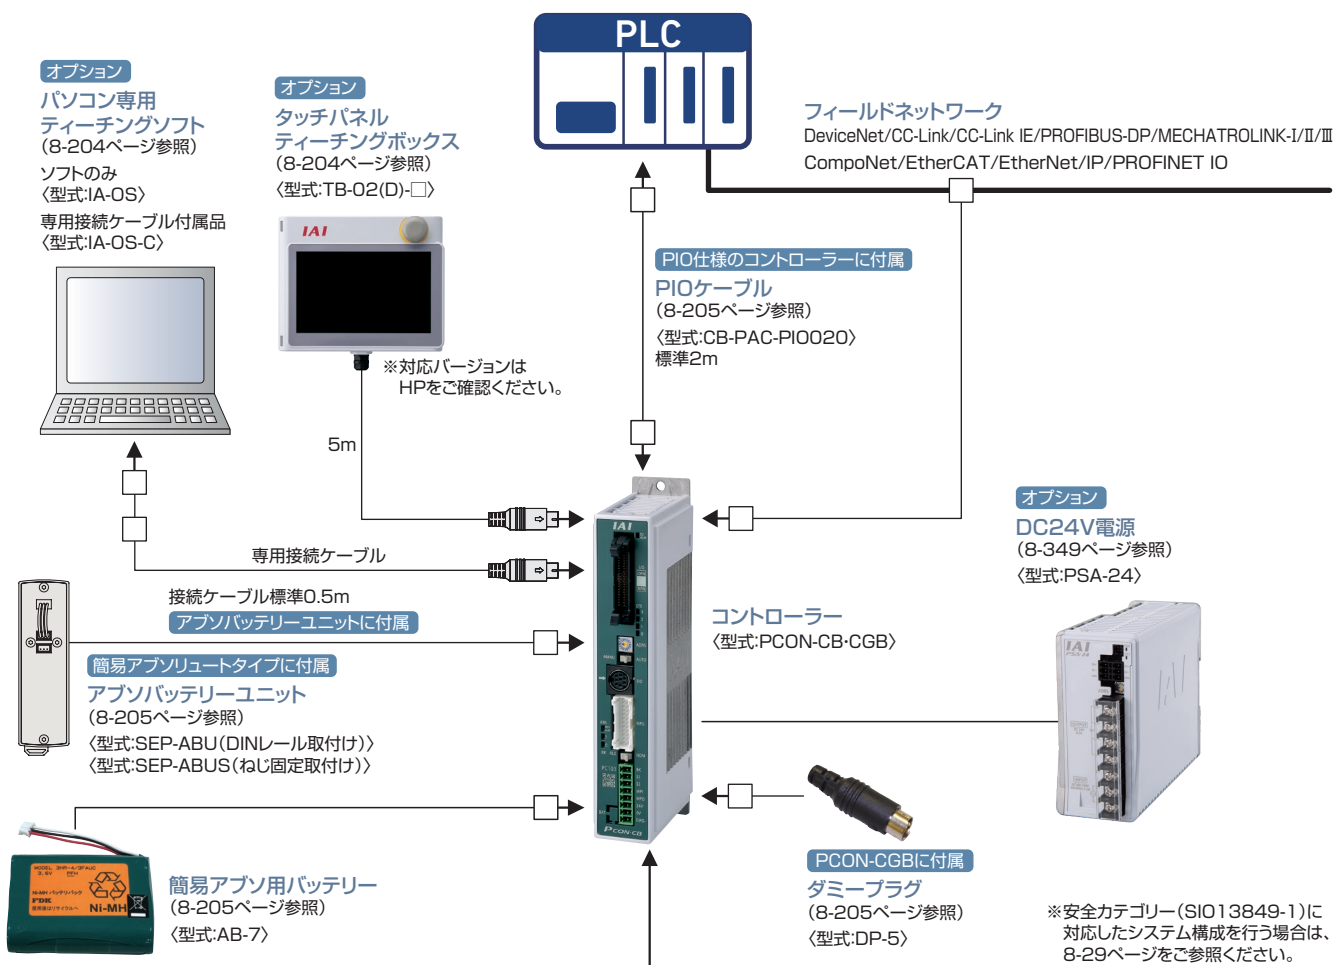 PLC
オプション
パソコン専用
ティーチングソフト
(8-204ページ参照)
ソフトのみ
〈型式:IA-OS〉
専用接続ケーブル付属品
〈型式:IA-OS-C〉
オプション
タッチパネル
ティーチングボックス
(8-204ページ参照)
〈型式:TB-02(D)-□〉
IAI
※対応バージョンは
HPをご確認ください。
5m
フィールドネットワーク
DeviceNet/CC-Link/CC-Link IE/PROFIBUS-DP/MECHATROLINK-I/Ⅱ/Ⅲ
CompoNet/EtherCAT/EtherNet/IP/PROFINET IO
PIO仕様のコントローラーに付属
PIOケーブル
(8-205ページ参照)
〈型式:CB-PAC-PIO020〉
標準2m
専用接続ケーブル
接続ケーブル標準0.5m
アブソバッテリーユニットに付属
簡易アブソリュートタイプに付属
アブソバッテリーユニット
(8-205ページ参照)
〈型式:SEP-ABU(DINレール取付け)〉
〈型式:SEP-ABUS(ねじ固定取付け)〉
IAI
PCON-CB
コントローラー
〈型式:PCON-CB・CGB〉
オプション
DC24V電源
(8-349ページ参照)
〈型式:PSA-24〉
IAI
PSA-24
MODEL 3HR-4/3FAUC
3.6V
Ni-MH バッテリパック
FDK
Ni-MH
簡易アブソ用バッテリー
(8-205ページ参照)
〈型式:AB-7〉
PCON-CGBに付属
ダミープラグ
(8-205ページ参照)
〈型式:DP-5〉
※安全カテゴリー(SIO13849-1)に
対応したシステム構成を行う場合は、
8-29ページをご参照ください。